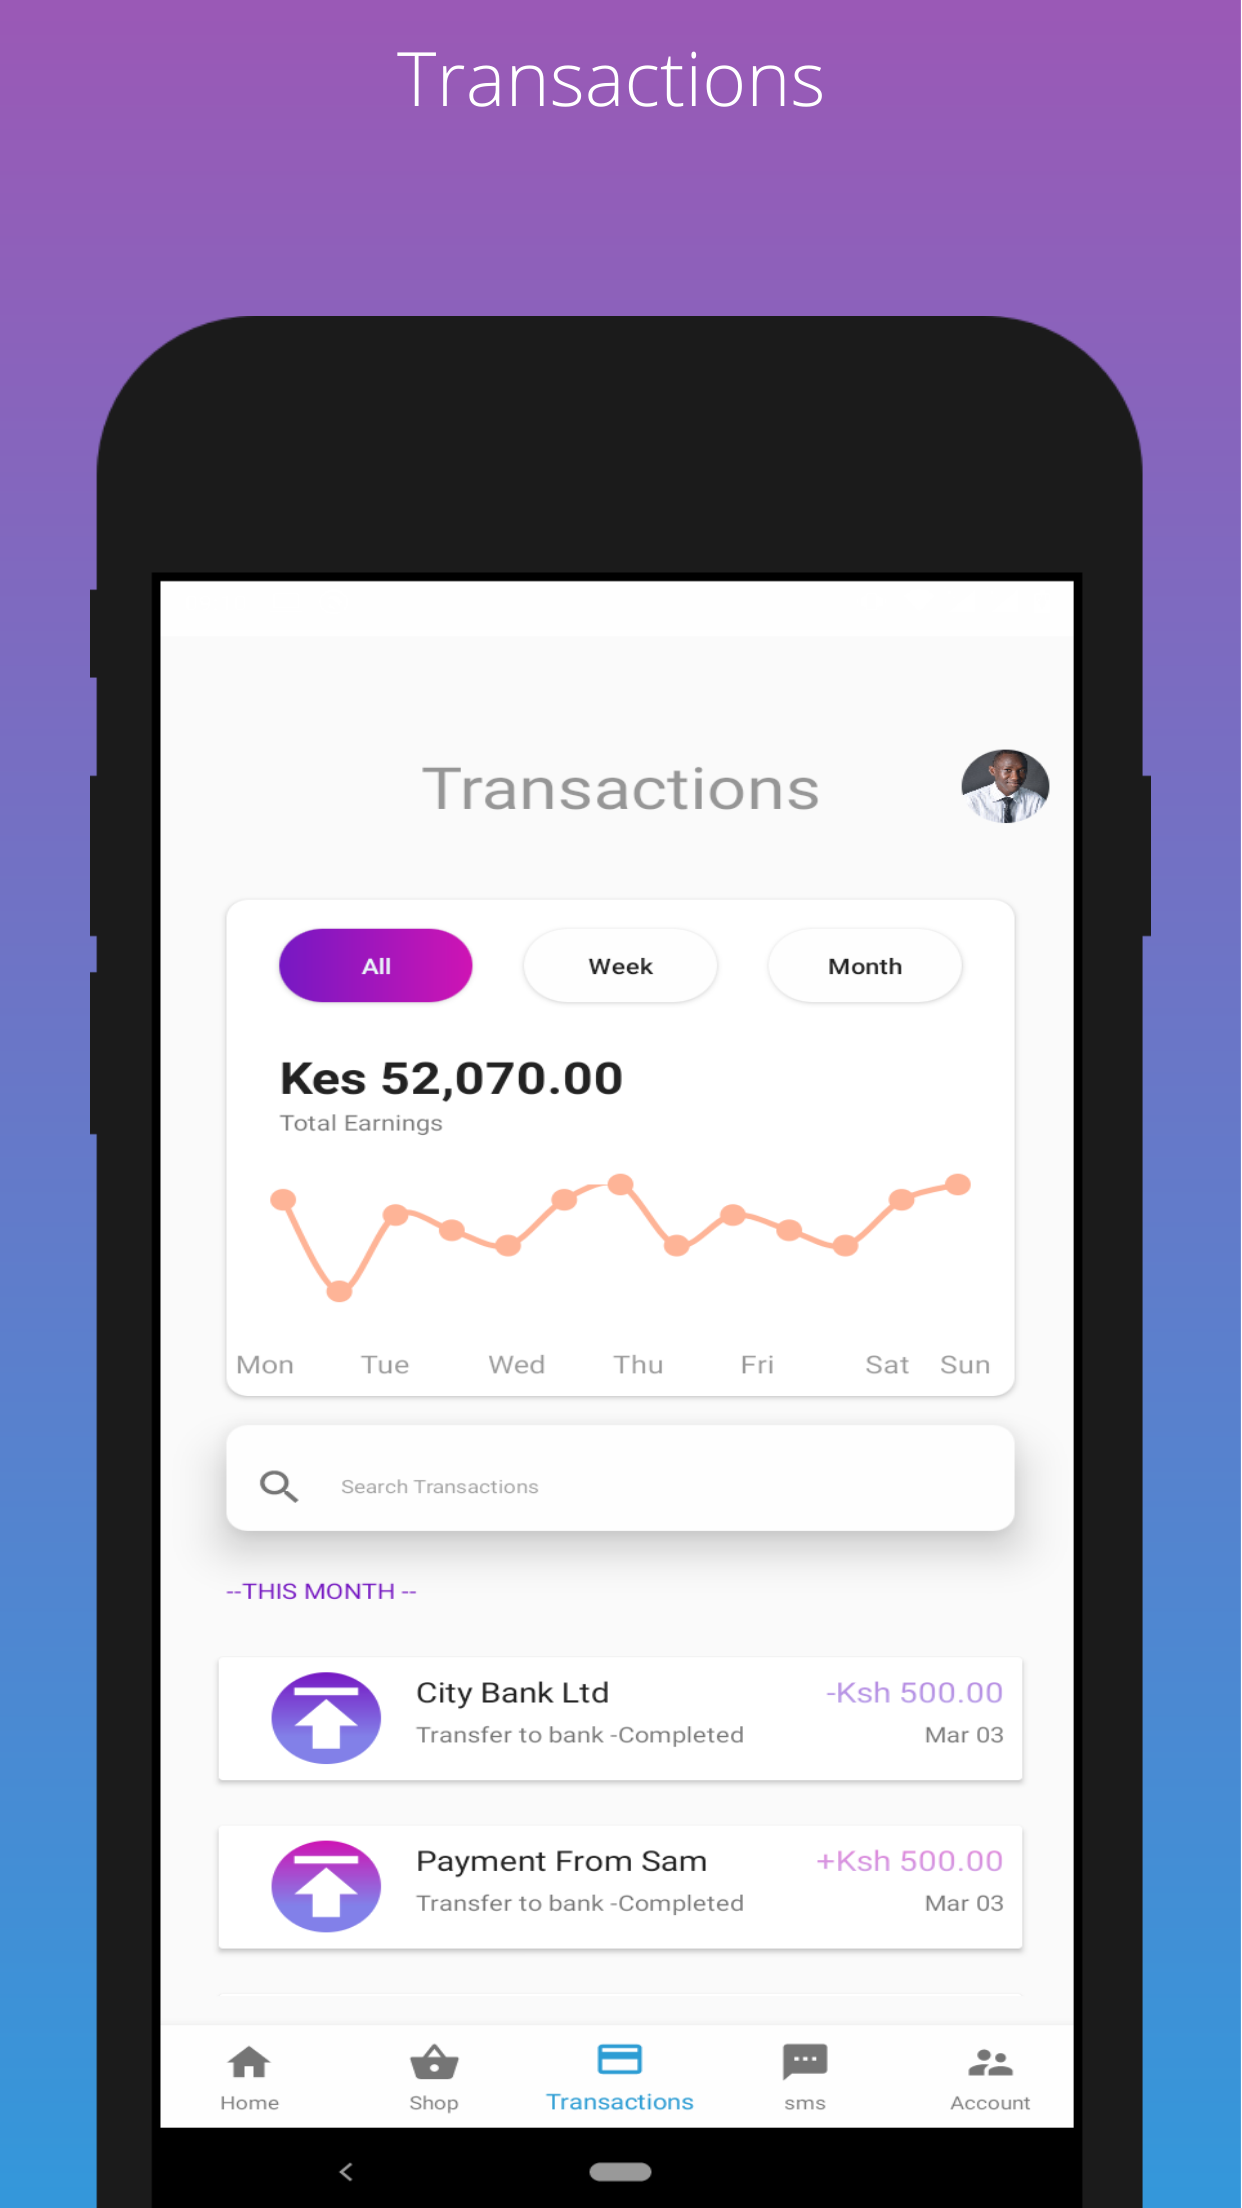 Transactions
Transactions
All Week Month
Kes 52,070.00
Total Earnings
Mon Tue Wed Thu Fri Sat Sun
Search Transactions
--THIS MONTH --
City Bank Ltd -Ksh 500.00
Transfer to bank -Completed Mar 03
Payment From Sam +Ksh 500.00
Transfer to bank -Completed Mar 03
Home Shop Transactions sms Account